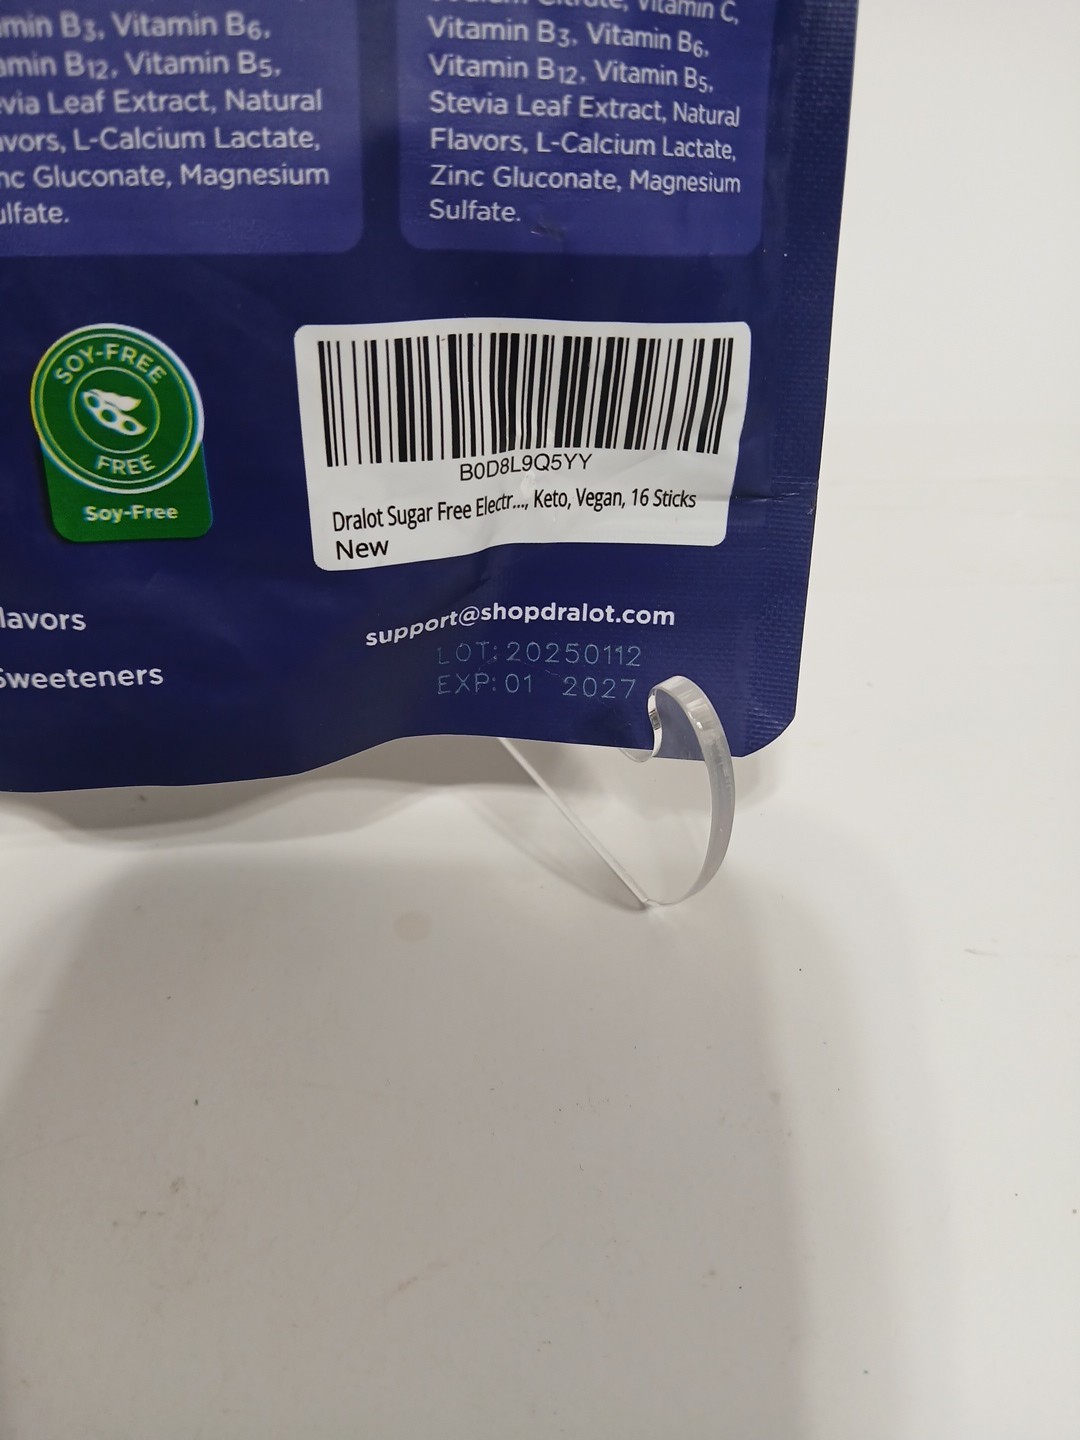 min B3, Vitamin B6,
min B12, Vitamin B5,
via Leaf Extract, Natural
vors, L-Calcium Lactate,
nc Gluconate, Magnesium
ulfate.
Citrate, Vitamin C,
Vitamin B3, Vitamin B6,
Vitamin B12, Vitamin B5,
Stevia Leaf Extract, Natural
Flavors, L-Calcium Lactate,
Zinc Gluconate, Magnesium
Sulfate.
SOY-FREE
FREE
Soy-Free
B0D8L9Q5YY
Dralot Sugar Free Electr..., Keto, Vegan, 16 Sticks
New
lavors
Sweeteners
support@shopdralot.com
LOT:20250112
EXP:01 2027